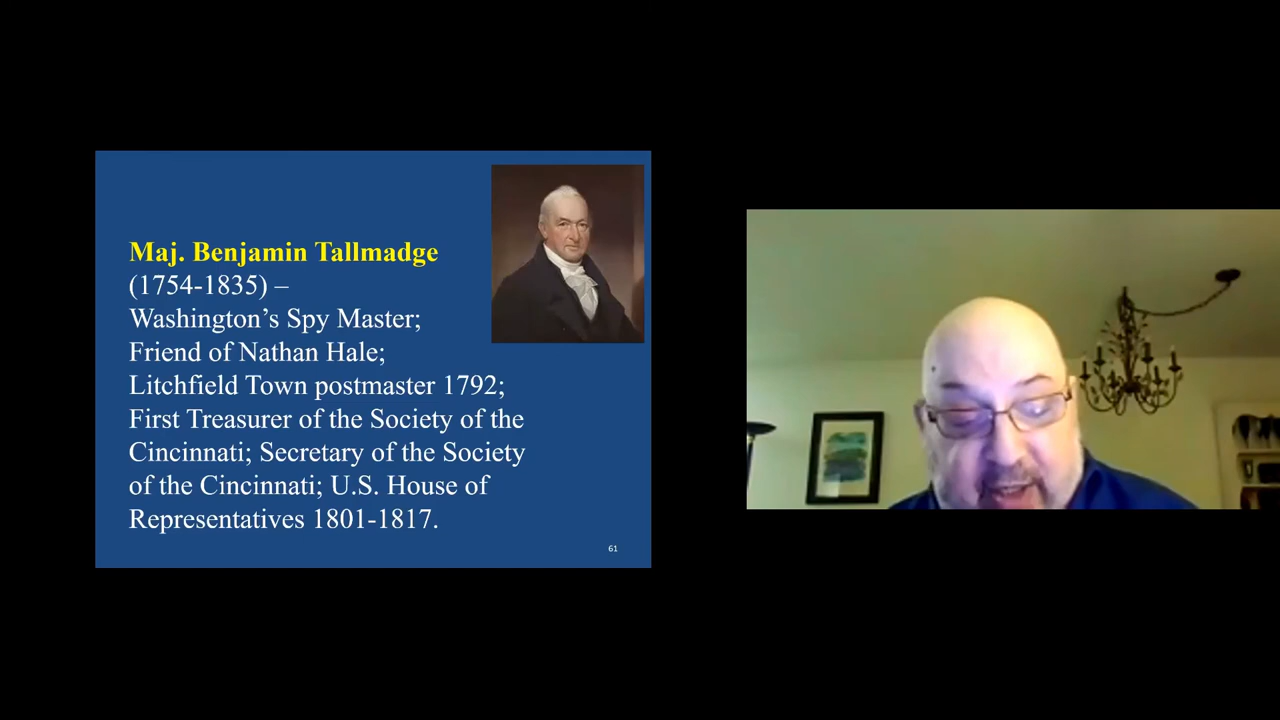 Maj. Benjamin Tallmadge
(1754-1835) –
Washington’s Spy Master;
Friend of Nathan Hale;
Litchfield Town postmaster 1792;
First Treasurer of the Society of the
Cincinnati; Secretary of the Society
of the Cincinnati; U.S. House of
Representatives 1801-1817.
61